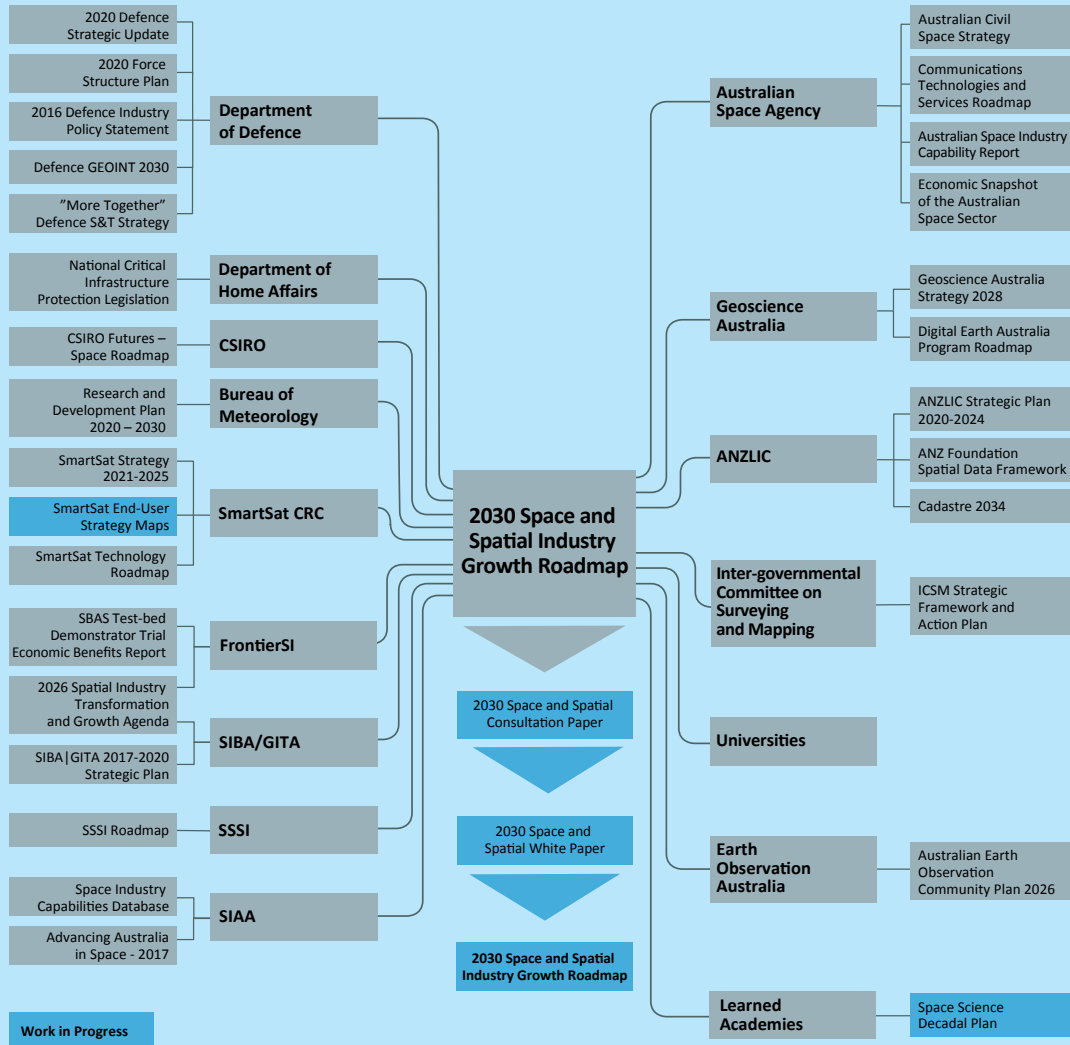 2020 Defence
Strategic Update
2020 Force
Structure Plan
2016 Defence Industry
Policy Statement
Defence GEOINT 2030
”More Together”
Defence S&T Strategy
Department
of Defence
National Critical
Infrastructure
Protection Legislation
Department of
Home Affairs
CSIRO Futures –
Space Roadmap
CSIRO
Research and
Development Plan
2020 – 2030
Bureau of
Meteorology
SmartSat Strategy
2021-2025
SmartSat End-User
Strategy Maps
SmartSat Technology
Roadmap
SmartSat CRC
SBAS Test-bed
Demonstrator Trial
Economic Benefits Report
FrontierSI
2026 Spatial Industry
Transformation
and Growth Agenda
SIBA|GITA 2017-2020
Strategic Plan
SIBA/GITA
SSSI Roadmap
SSSI
Space Industry
Capabilities Database
Advancing Australia
in Space - 2017
SIAA
Work in Progress
2030 Space and
Spatial Industry
Growth Roadmap
2030 Space and Spatial
Consultation Paper
2030 Space and
Spatial White Paper
2030 Space and Spatial
Industry Growth Roadmap
Australian
Space Agency
Australian Civil
Space Strategy
Communications
Technologies and
Services Roadmap
Australian Space Industry
Capability Report
Economic Snapshot
of the Australian
Space Sector
Geoscience
Australia
Geoscience Australia
Strategy 2028
Digital Earth Australia
Program Roadmap
ANZLIC
ANZLIC Strategic Plan
2020-2024
ANZ Foundation
Spatial Data Framework
Cadastre 2034
Inter-governmental
Committee on
Surveying
and Mapping
ICSM Strategic
Framework and
Action Plan
Universities
Earth
Observation
Australia
Australian Earth
Observation
Community Plan 2026
Learned
Academies
Space Science
Decadal Plan